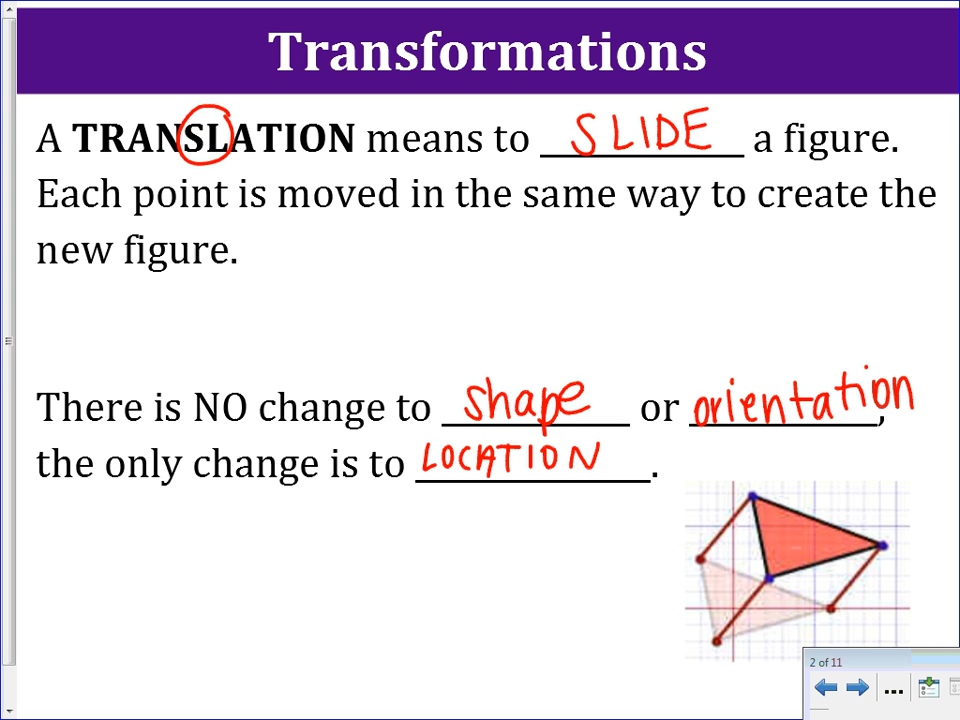 Transformations
A TRANSLATION means to SLIDE a figure.
Each point is moved in the same way to create the
new figure.
There is NO change to shape or orientation,
the only change is to LOCATION.
2 of 11
...